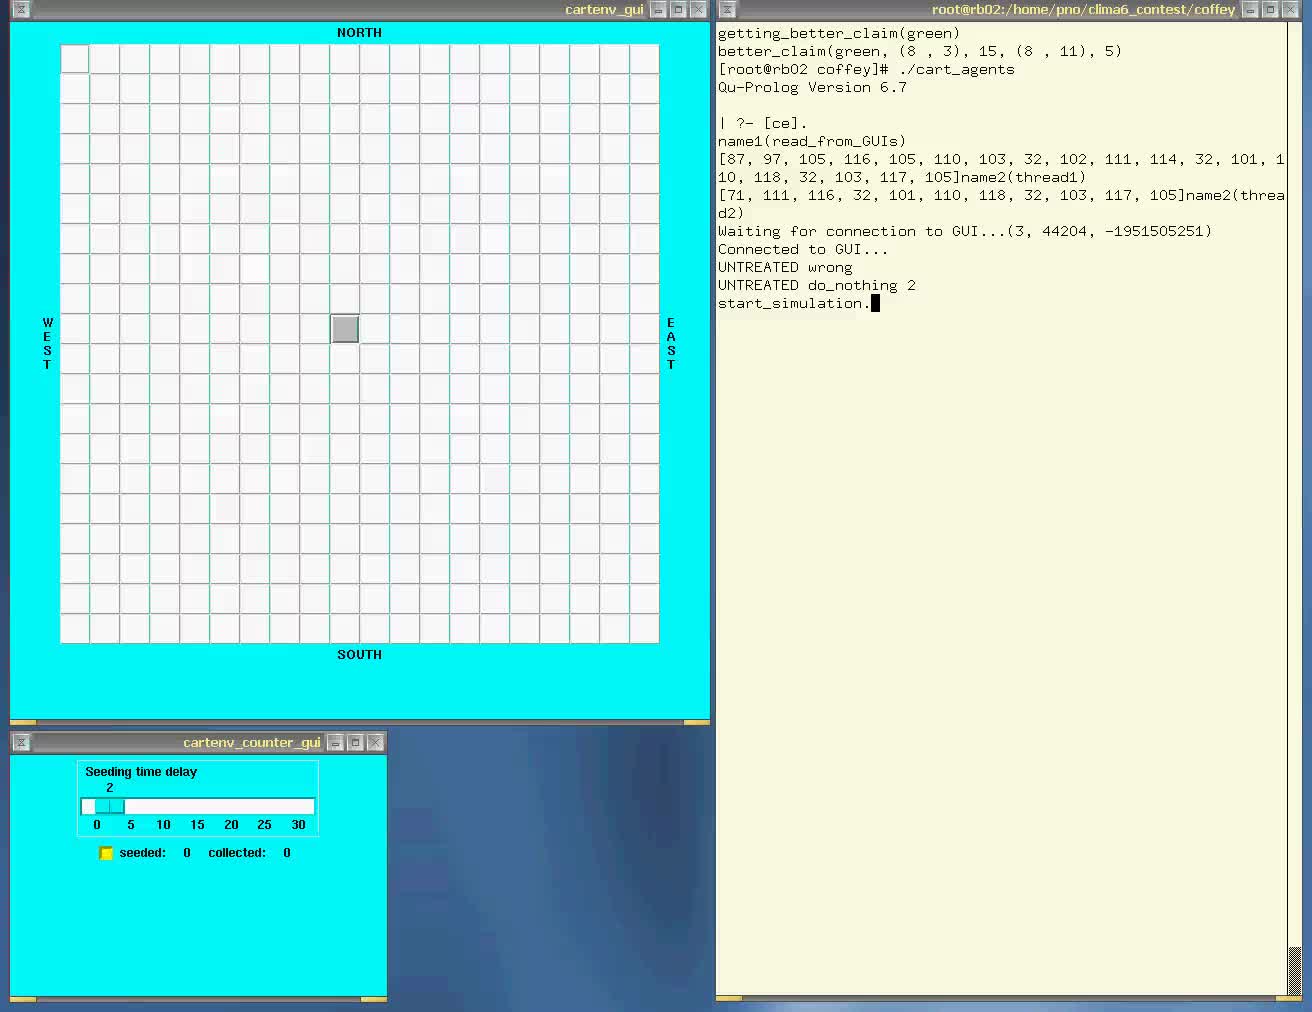 cartenv_gui
NORTH
WEST
EAST
SOUTH
cartenv_counter_gui
Seeding time delay
2
0 5 10 15 20 25 30
seeded: 0 collected: 0
root@rb02:/home/pno/clima6_contest/coffey
getting_better_claim(green)
better_claim(green, (8 , 3), 15, (8 , 11), 5)
[root@rb02 coffey]# ./cart_agents
Qu-Prolog Version 6.7
| ?- [ce].
name1(read_from_GUIs)
[87, 97, 105, 116, 105, 110, 103, 32, 102, 111, 114, 32, 101, 1
10, 118, 32, 103, 117, 105]name2(thread1)
[71, 111, 116, 32, 101, 110, 118, 32, 103, 117, 105]name2(threa
d2)
Waiting for connection to GUI...(3, 44204, -1951505251)
Connected to GUI...
UNTREATED wrong
UNTREATED do_nothing 2
start_simulation.